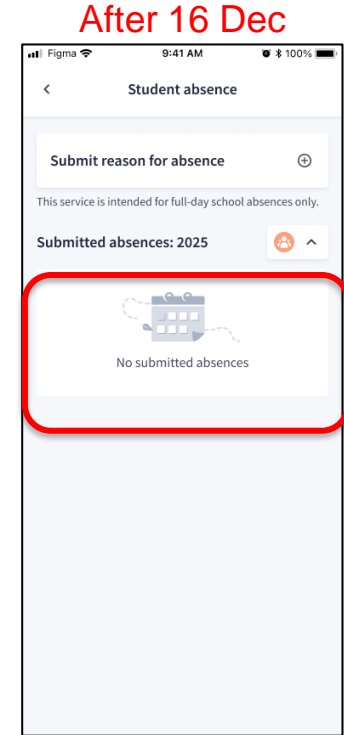 After 16 Dec
Figma 9:41 AM 100%
Student absence
Submit reason for absence
This service is intended for full-day school absences only.
Submitted absences: 2025
No submitted absences